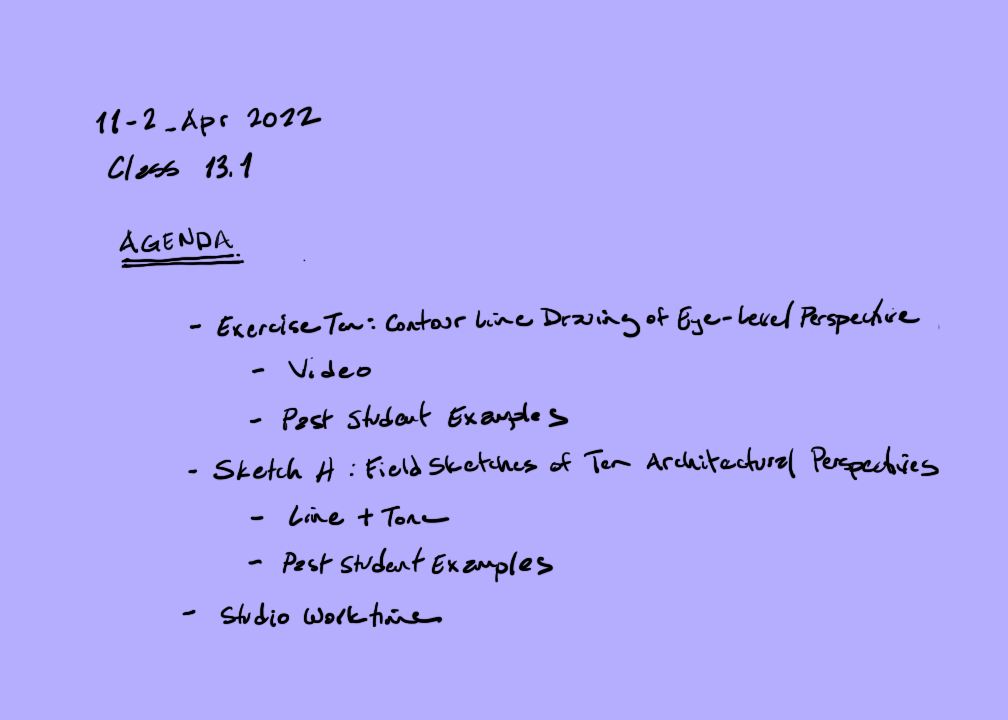 11-2_Apr 2022
Class 13.1
AGENDA
- Exercise Ten: Contour Line Drawing of Eye-Level Perspective
- Video
- Past Student Examples
- Sketch H: Field Sketches of Ten Architectural Perspectives
- Line + Tone
- Past Student Examples
- Studio Worktime